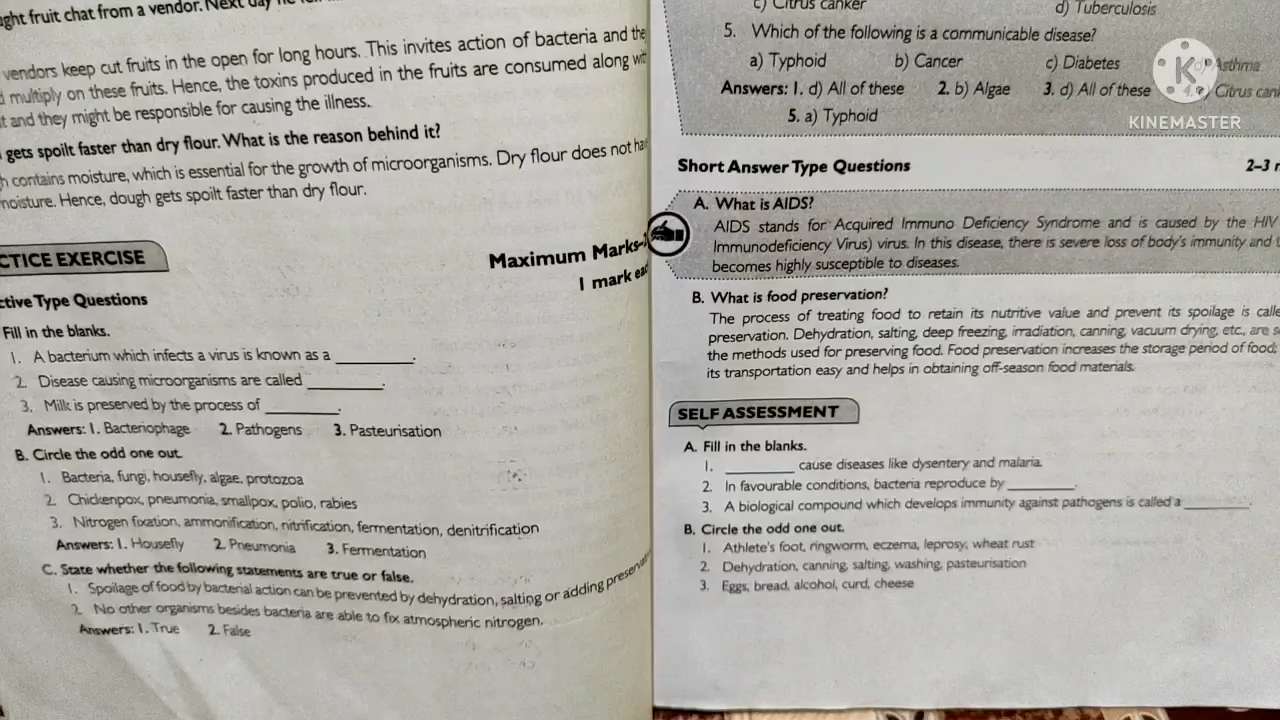 ght fruit chat from a vendor. Next day he
vendors keep cut fruits in the open for long hours. This invites action of bacteria and the
multiply on these fruits. Hence, the toxins produced in the fruits are consumed along
t and they might be responsible for causing the illness.
gets spoilt faster than dry flour. What is the reason behind it?
h contains moisture, which is essential for the growth of microorganisms. Dry flour does not
moisture. Hence, dough gets spoilt faster than dry flour.
CTICE EXERCISE
Maximum Marks-
ctive Type Questions
1 mark
Fill in the blanks.
1. A bacterium which infects a virus is known as a ________.
2. Disease causing microorganisms are called ________.
3. Milk is preserved by the process of ________.
Answers: 1. Bacteriophage 2. Pathogens 3. Pasteurisation
B. Circle the odd one out.
1. Bacteria, fungi, housefly, algae, protozoa
2. Chickenpox, pneumonia, smallpox, polio, rabies
3. Nitrogen fixation, ammonification, nitrification, fermentation, denitrification
Answers: 1. Housefly 2. Pneumonia 3. Fermentation
C. State whether the following statements are true or false.
1. Spoilage of food by bacterial action can be prevented by dehydration, salting or adding preserva
2. No other organisms besides bacteria are able to fix atmospheric nitrogen.
Answers: 1. True 2. False
c) Citrus canker d) Tuberculosis
5. Which of the following is a communicable disease?
a) Typhoid b) Cancer c) Diabetes d) Asthma
Answers: 1. d) All of these 2. b) Algae 3. d) All of these Citrus can
5. a) Typhoid
K
KINEMASTER
Short Answer Type Questions 2–3
A. What is AIDS?
AIDS stands for Acquired Immuno Deficiency Syndrome and is caused by the HIV
Immunodeficiency Virus) virus. In this disease, there is severe loss of body's immunity and
becomes highly susceptible to diseases.
B. What is food preservation?
The process of treating food to retain its nutritive value and prevent its spoilage is calle
preservation. Dehydration, salting, deep freezing, irradiation, canning, vacuum drying, etc., are
the methods used for preserving food. Food preservation increases the storage period of food;
its transportation easy and helps in obtaining off-season food materials.
SELF ASSESSMENT
A. Fill in the blanks.
1. ________ cause diseases like dysentery and malaria.
2. In favourable conditions, bacteria reproduce by ________.
3. A biological compound which develops immunity against pathogens is called a ________.
B. Circle the odd one out.
1. Athlete's foot, ringworm, eczema, leprosy, wheat rust
2. Dehydration, canning, salting, washing, pasteurisation
3. Eggs, bread, alcohol, curd, cheese